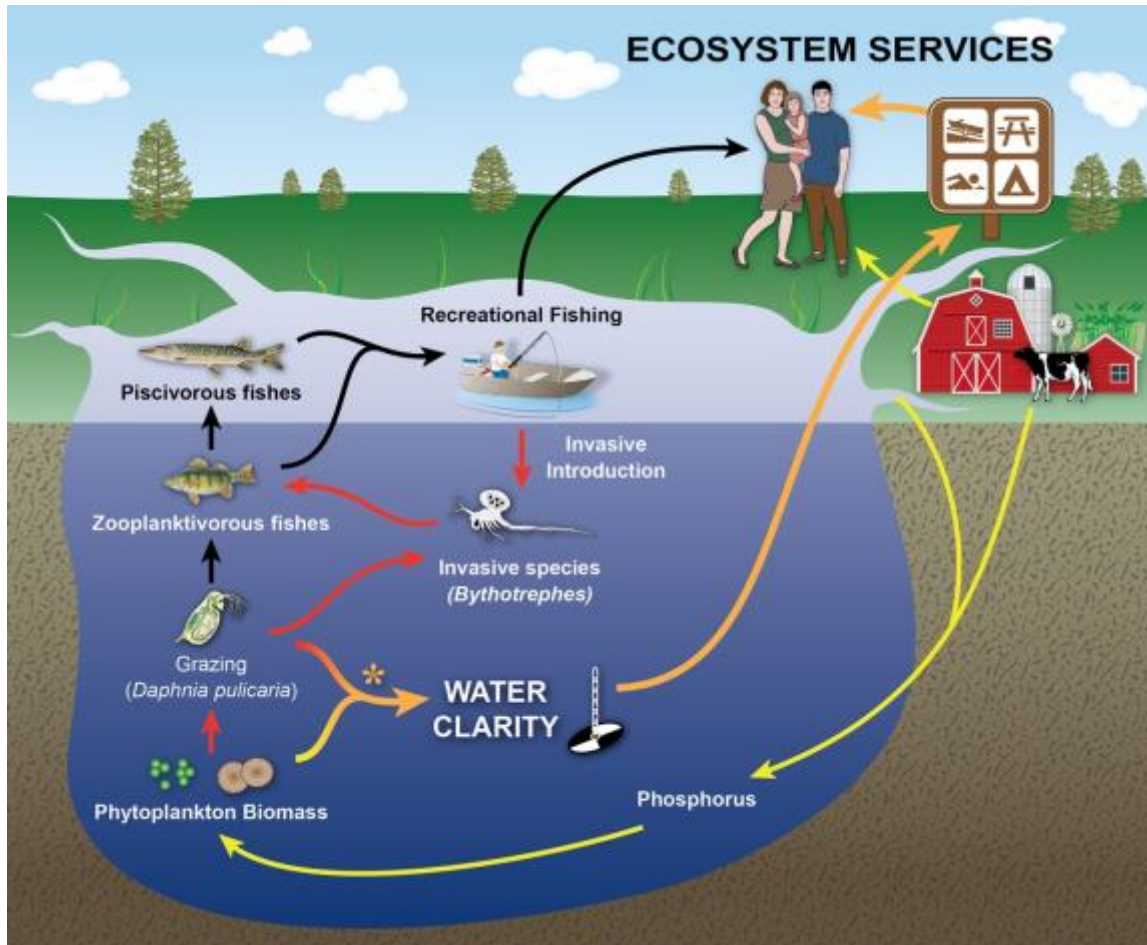 ECOSYSTEM SERVICES
Recreational Fishing
Piscivorous fishes
Invasive
Introduction
Zooplanktivorous fishes
Invasive species
(Bythotrephes)
Grazing
(Daphnia pulicaria)
*
WATER
CLARITY
Phosphorus
Phytoplankton Biomass